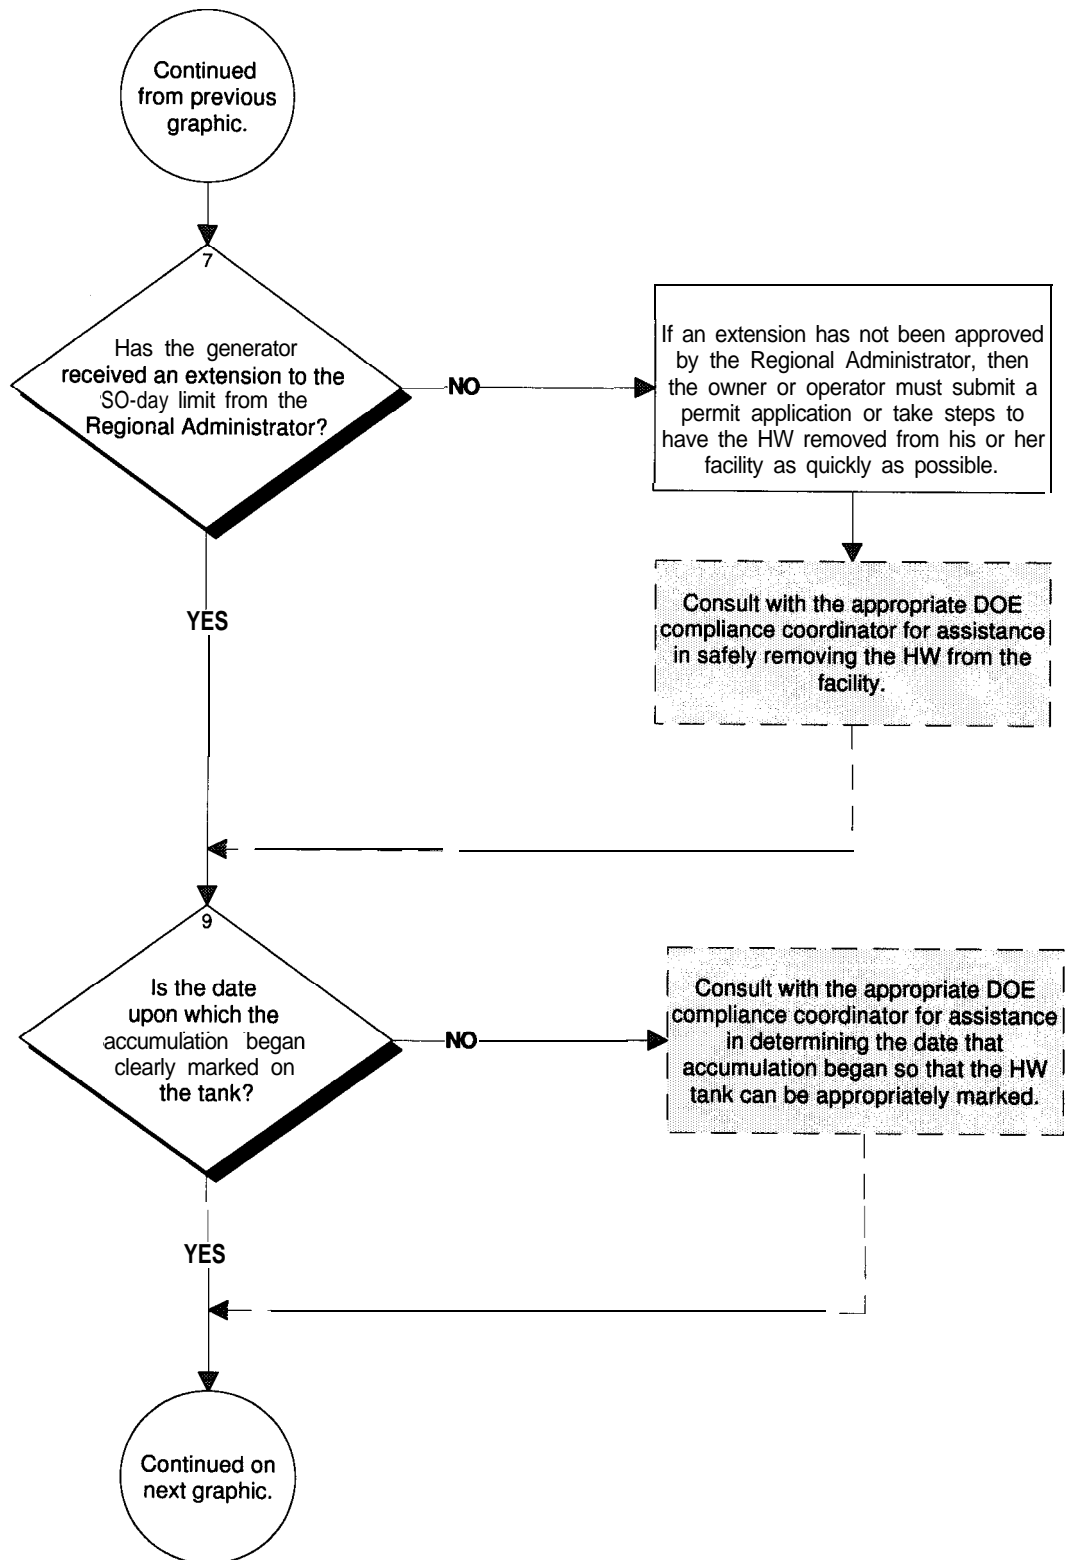 Continued
from previous
graphic.
7
Has the generator
received an extension to the
SO-day limit from the
Regional Administrator?
NO
If an extension has not been approved
by the Regional Administrator, then
the owner or operator must submit a
permit application or take steps to
have the HW removed from his or her
facility as quickly as possible.
YES
Consult with the appropriate DOE
compliance coordinator for assistance
in safely removing the HW from the
facility.
9
Is the date
upon which the
accumulation began
clearly marked on
the tank?
NO
Consult with the appropriate DOE
compliance coordinator for assistance
in determining the date that
accumulation began so that the HW
tank can be appropriately marked.
YES
Continued on
next graphic.